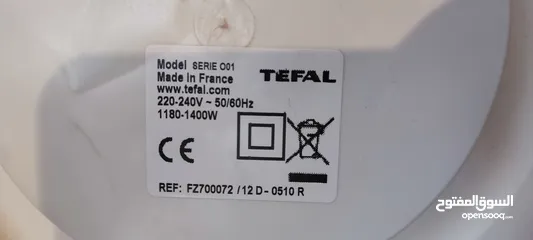 Model SERIE O01
Made in France
www.tefal.com
220-240V ~ 50/60Hz
1180-1400W
TEFAL
CE
REF: FZ700072 / 12 D - 0510 R
السوق المفتوح
opensooq.com